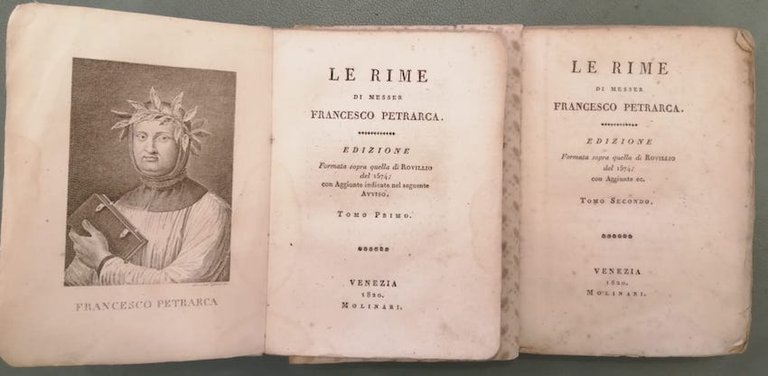 FRANCESCO PETRARCA
LE RIME
DI MESSER
FRANCESCO PETRARCA.
EDIZIONE
Formata sopra quella di ROVILLIO
del 1574;
con Aggiunte indicate nel seguente
AVVISO.
TOMO PRIMO.
VENEZIA
1820.
MOLINARI.
LE RIME
DI MESSER
FRANCESCO PETRARCA.
EDIZIONE
Formata sopra quella di ROVILLIO
del 1574;
con Aggiunte ec.
TOMO SECONDO.
VENEZIA
1820.
MOLINARI.